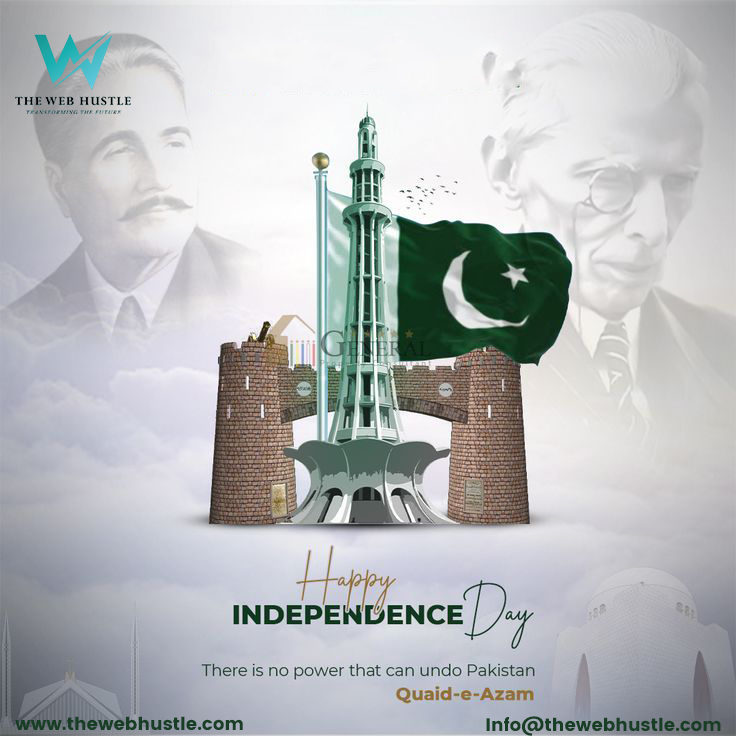 THE WEB HUSTLE
TRANSFORMING THE FUTURE
GENERAL
Happy
INDEPENDENCE Day
There is no power that can undo Pakistan
Quaid-e-Azam
www.thewebhustle.com
Info@thewebhustle.com